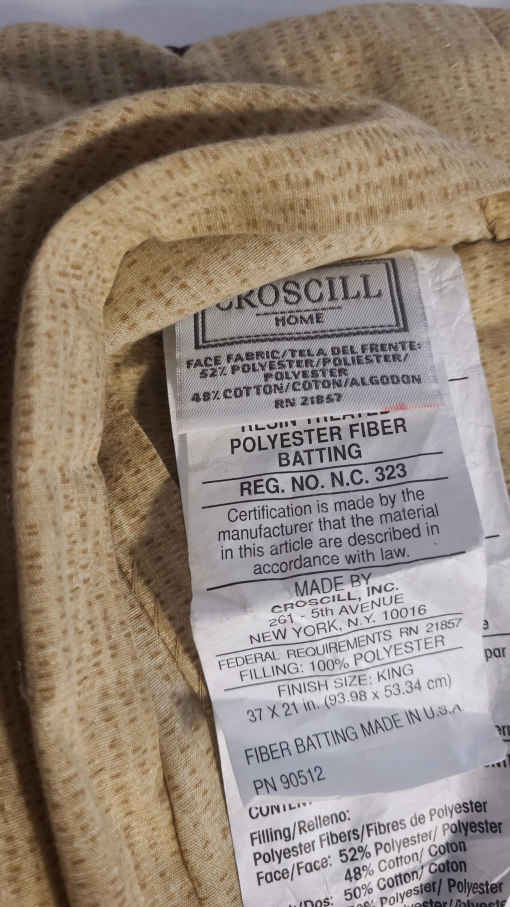 CROSCILL
HOME
FACE FABRIC/TELA DEL FRENTE:
52% POLYESTER/POLIESTER/
POLYESTER
48% COTTON/COTON/ALGODON
RN 21857
RESIN TREATED
POLYESTER FIBER
BATTING
REG. NO. N.C. 323
Certification is made by the
manufacturer that the material
in this article are described in
accordance with law.
MADE BY
CROSCILL, INC.
261 - 5th AVENUE
NEW YORK, N.Y. 10016
FEDERAL REQUIREMENTS RN 21857
FILLING: 100% POLYESTER
FINISH SIZE: KING
37 X 21 in. (93.98 x 53.34 cm)
FIBER BATTING MADE IN U.S.A
PN 90512
par
Filling/Relleno:
Polyester Fibers/Fibres de Polyester
Face/Face: 52% Polyester/ Polyester
48% Cotton/ Coton
50% Cotton/ Coton
Polyester/ Polyester